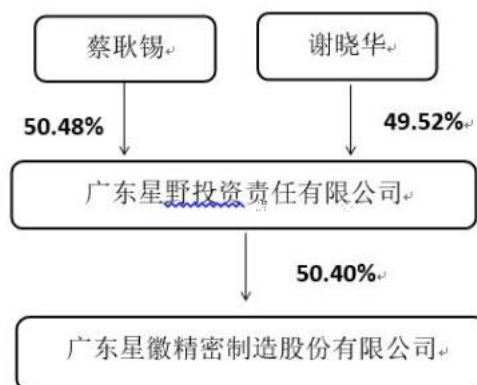 蔡耿锡
谢晓华
50.48%
49.52%
广东星野投资责任有限公司
50.40%
广东星徽精密制造股份有限公司